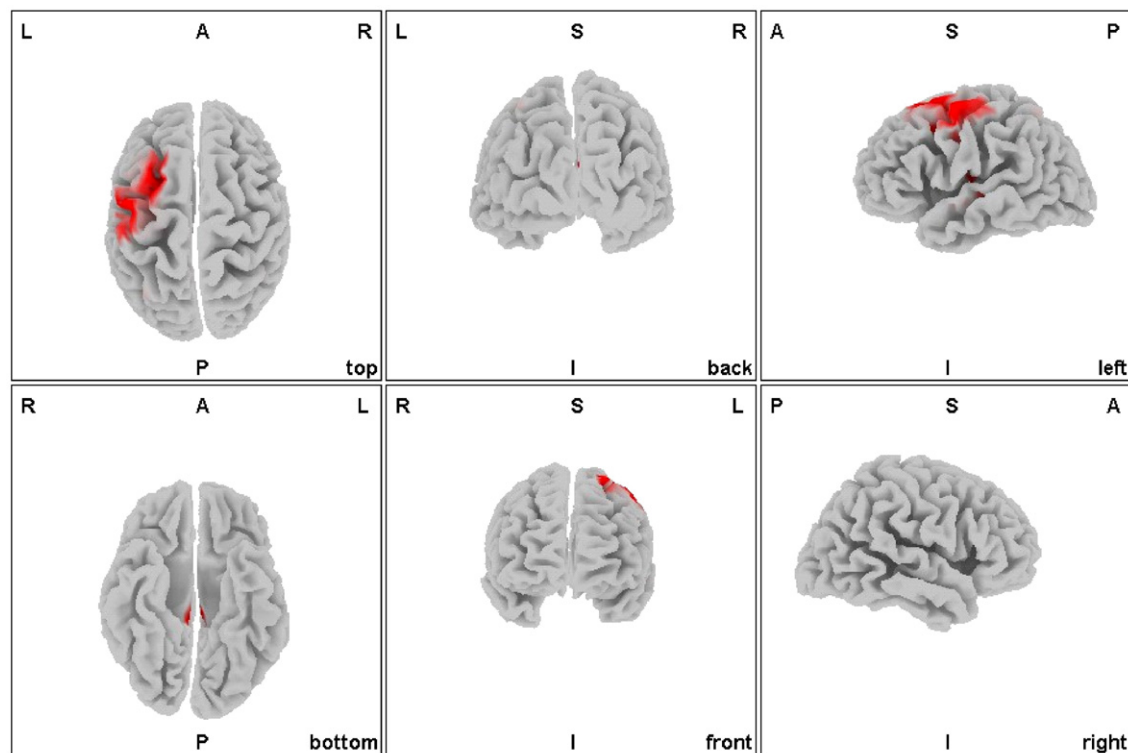 L A R
P top
L S R
I back
A S P
I left
R A L
P bottom
R S L
I front
P S A
I right